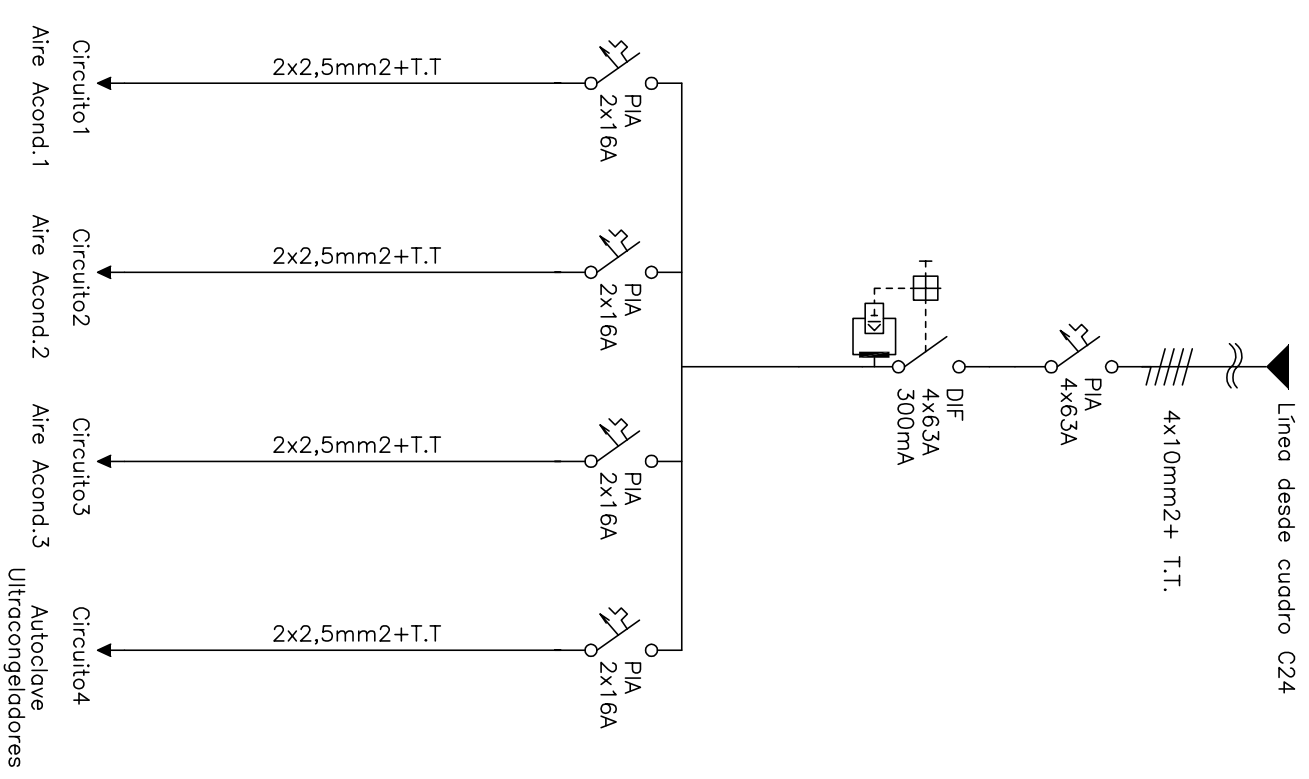 Línea desde cuadro C24
4x10mm2+ T.T.
PIA
4x63A
DIF
4x63A
300mA
PIA
2x16A
2x2,5mm2+T.T
Circuito1
Aire Acond.1
PIA
2x16A
2x2,5mm2+T.T
Circuito2
Aire Acond.2
PIA
2x16A
2x2,5mm2+T.T
Circuito3
Aire Acond.3
PIA
2x16A
2x2,5mm2+T.T
Circuito4
Autoclave
Ultracongeladores